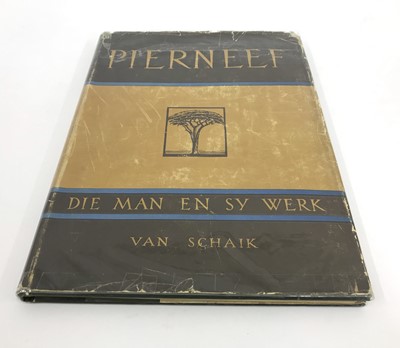 PIERNEEF
DIE MAN EN SY WERK
VAN SCHAIK